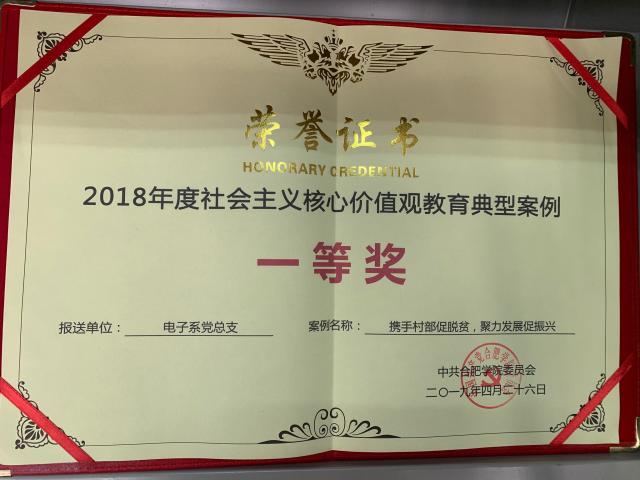 荣誉证书
HONORARY CREDENTIAL
2018年度社会主义核心价值观教育典型案例
一等奖
报送单位: 电子系党总支 案例名称: 携手村部促脱贫，聚力发展促振兴
中共合肥学院委员会
二〇一九年四月二十六日